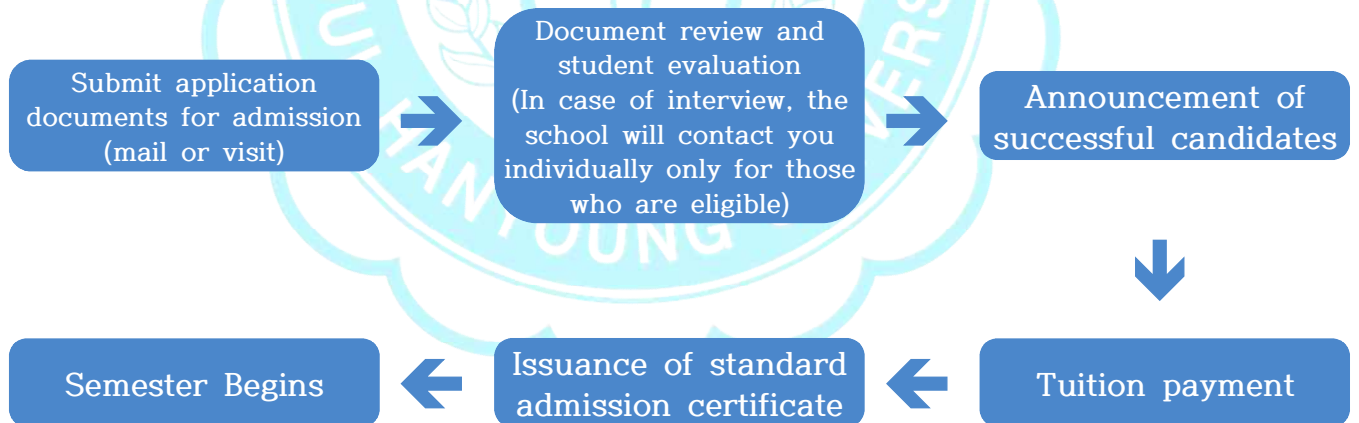 Submit application
documents for admission
(mail or visit)
Document review and
student evaluation
(In case of interview, the
school will contact you
individually only for those
who are eligible)
Announcement of
successful candidates
Tuition payment
Issuance of standard
admission certificate
Semester Begins
HANYOUNG